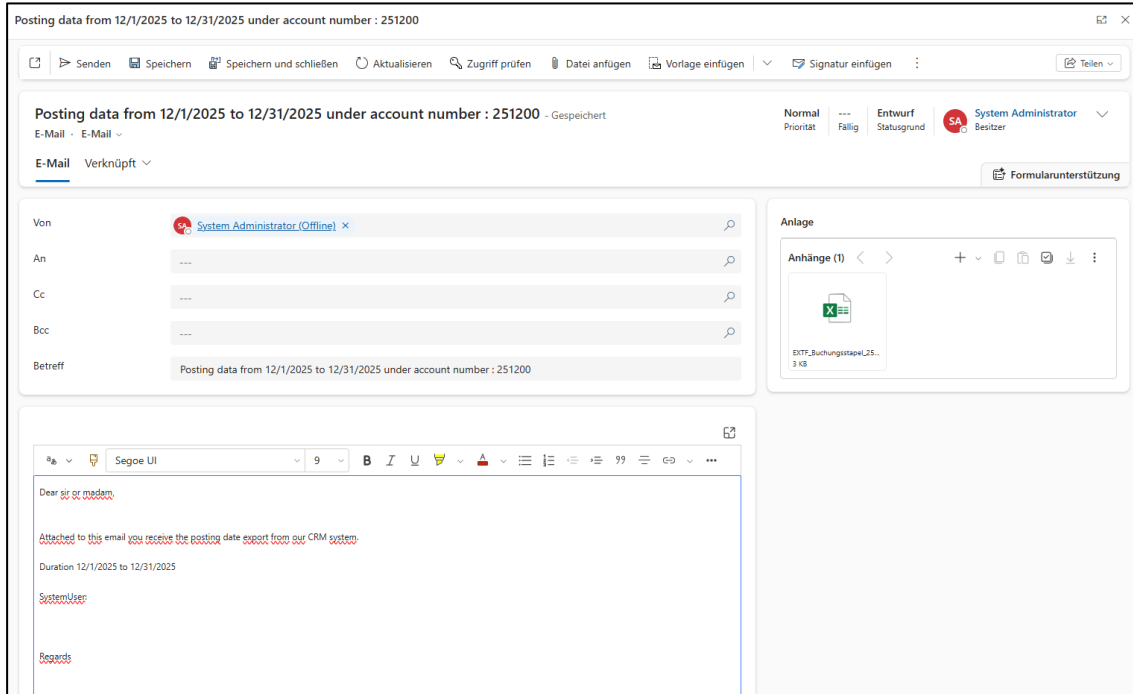 Posting data from 12/1/2025 to 12/31/2025 under account number : 251200
Senden Speichern Speichern und schließen Aktualisieren Zugriff prüfen Datei anfügen Vorlage einfügen Signatur einfügen Teilen
Posting data from 12/1/2025 to 12/31/2025 under account number : 251200 - Gespeichert
E-Mail · E-Mail
Normal --- Entwurf System Administrator
Priorität Fällig Statusgrund SA Besitzer
E-Mail Verknüpft
Formularunterstützung
Von SA System Administrator (Offline)
An ---
Cc ---
Bcc ---
Betreff Posting data from 12/1/2025 to 12/31/2025 under account number : 251200
Anlage
Anhänge (1)
EXTF_Buchungsstapel_25...
3 KB
Segoe UI 9 B I U A
Dear sir or madam,
Attached to this email you receive the posting date export from our CRM system.
Duration 12/1/2025 to 12/31/2025
SystemUser:
Regards